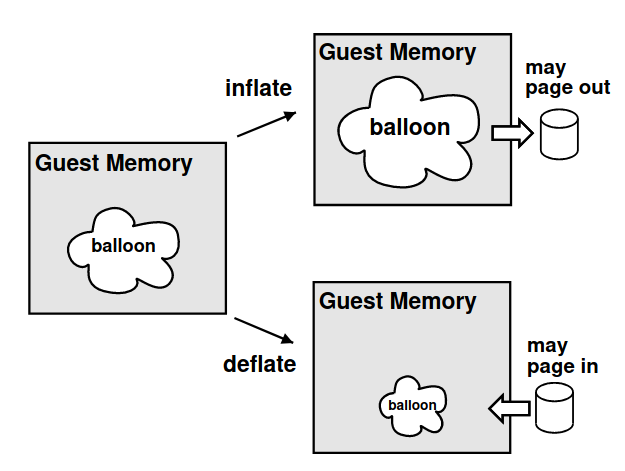 Guest Memory
balloon
inflate
Guest Memory
balloon
may
page out
deflate
Guest Memory
balloon
may
page in